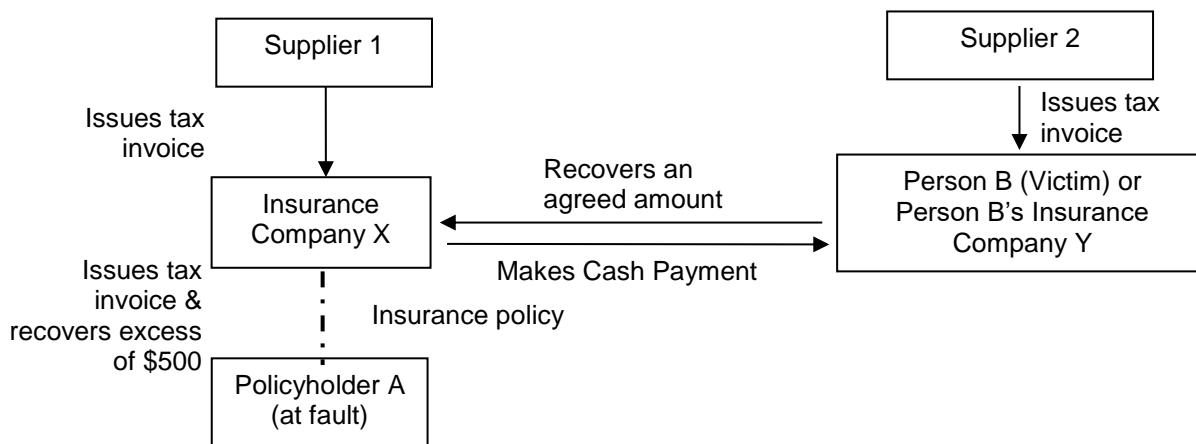 Supplier 1
Supplier 2
Issues tax
invoice
Issues tax
invoice
Recovers an
agreed amount
Insurance
Company X
Person B (Victim) or
Person B's Insurance
Company Y
Makes Cash Payment
Issues tax
invoice &
recovers excess
of $500
Insurance policy
Policyholder A
(at fault)